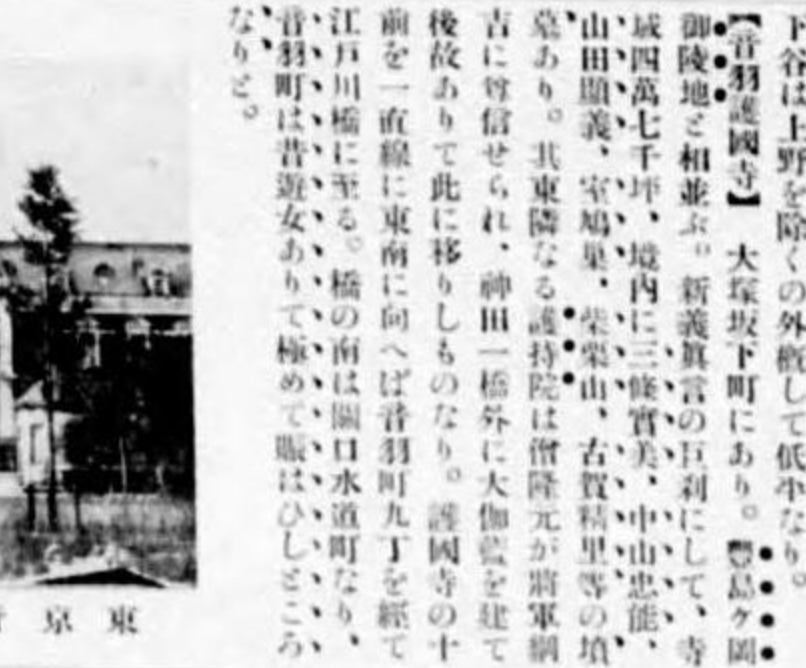 下谷は上野を除くの外概して低平なり。
【音羽護國寺】 大塚坂下町にあり。豐島ケ岡
御陵地と相並ぶ。新義眞言の巨刹にして、寺
域四萬七千坪、境內に三條實美、中山忠能、
山田顯義、室鳩巢、柴栗山、古賀精里等の墳
墓あり。其東隣なる護持院は僧隆元が將軍綱
吉に尊信せられ、神田一橋外に大伽藍を建て
後故ありて此に移りしものなり。護國寺の十
前を一直線に東南に向へば音羽町九丁を經て
江戶川橋に至る。橋の南は關口水道町なり、
音羽町は昔遊女ありて極めて賑はひしところ
なりと。
東京